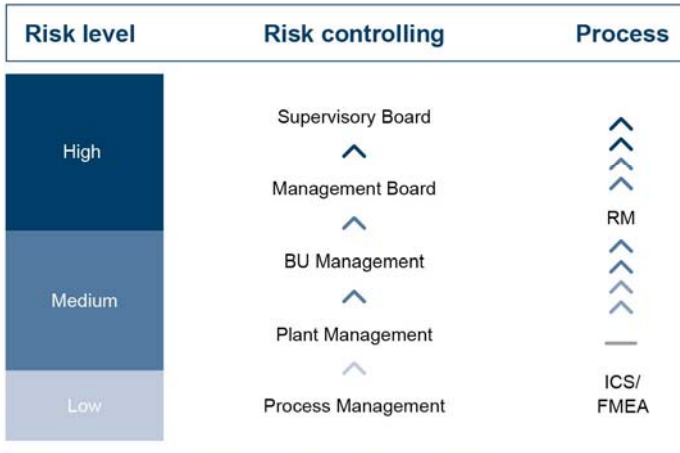 Risk level Risk controlling Process
Supervisory Board
High
Management Board
RM
BU Management
Medium
Plant Management
ICS/
FMEA
Low
Process Management